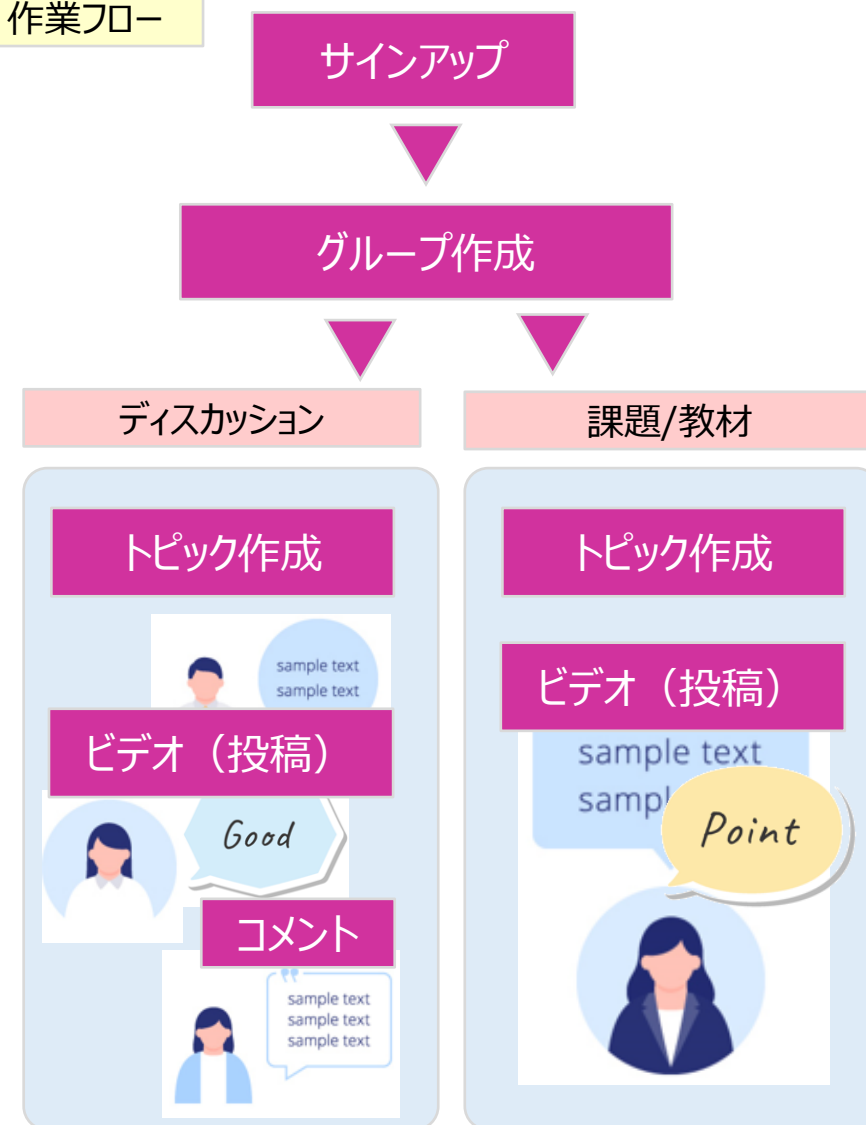 作業フロー
サインアップ
グループ作成
ディスカッション
トピック作成
sample text
sample text
ビデオ（投稿）
Good
コメント
sample text
sample text
sample text
課題/教材
トピック作成
ビデオ（投稿）
sample text
sampl
Point